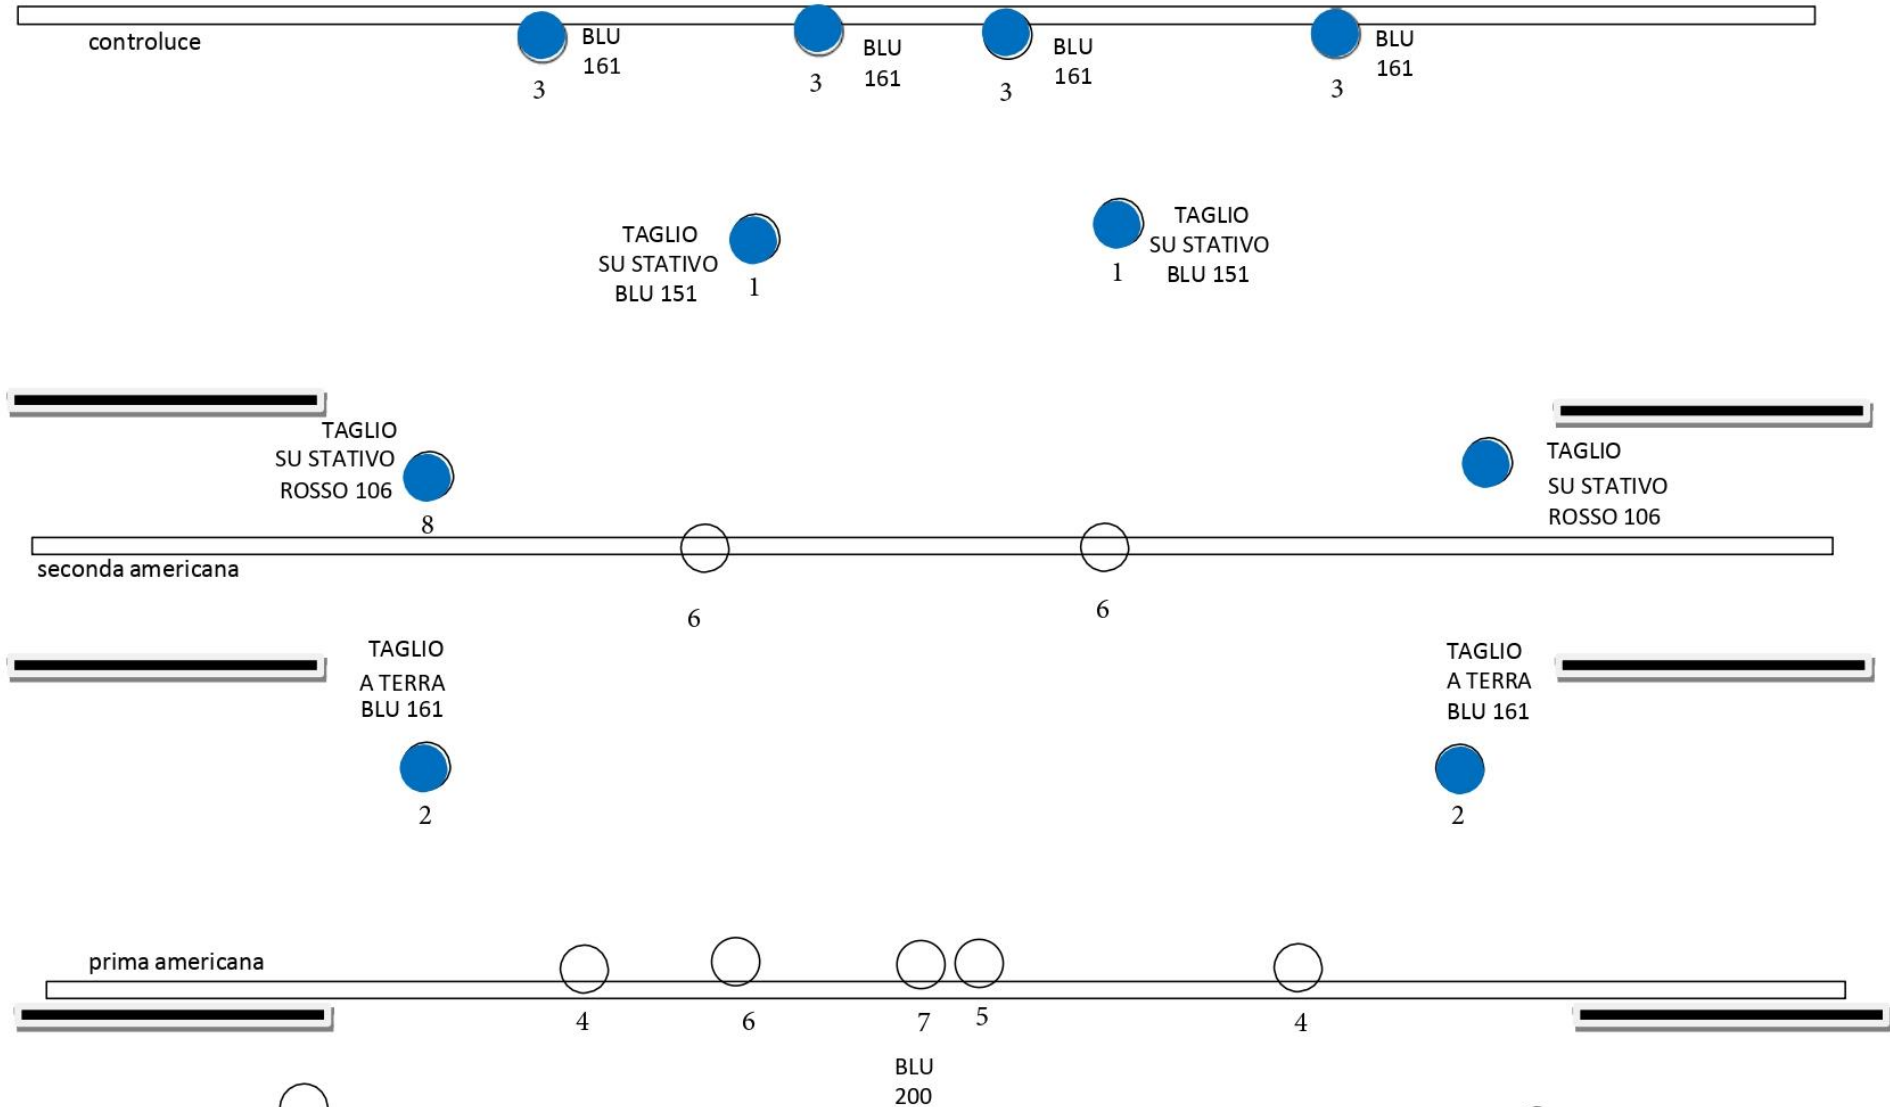 controluce
BLU
161
3
BLU
161
3
BLU
161
3
BLU
161
3
TAGLIO
SU STATIVO
BLU 151
1
TAGLIO
SU STATIVO
BLU 151
1
TAGLIO
SU STATIVO
ROSSO 106
8
TAGLIO
SU STATIVO
ROSSO 106
seconda americana
6
6
TAGLIO
A TERRA
BLU 161
2
TAGLIO
A TERRA
BLU 161
2
prima americana
4
6
7
5
4
BLU
200